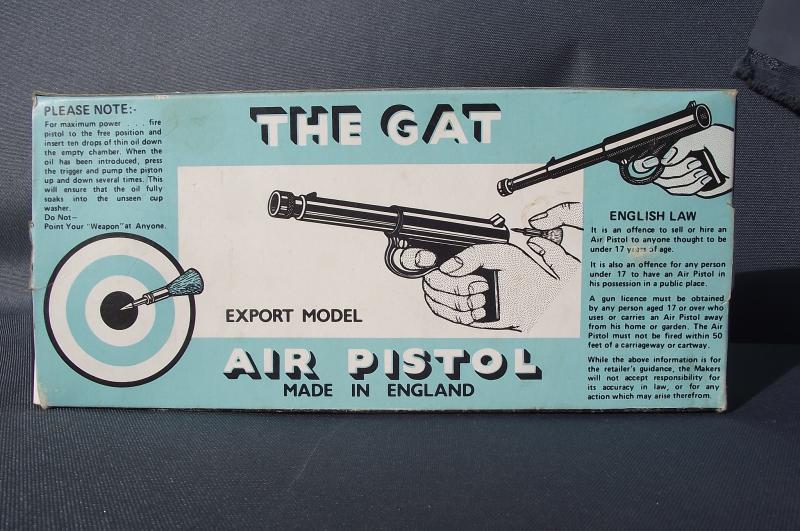 PLEASE NOTE:-
For maximum power . . . fire
pistol to the free position and
insert ten drops of thin oil down
the empty chamber. When the
oil has been introduced, press
the trigger and pump the piston
up and down several times. This
will ensure that the oil fully
soaks into the unseen cup
washer.
Do Not—
Point Your "Weapon" at Anyone.
THE GAT
EXPORT MODEL
AIR PISTOL
MADE IN ENGLAND
ENGLISH LAW
It is an offence to sell or hire an
Air Pistol to anyone thought to be
under 17 years of age.
It is also an offence for any person
under 17 to have an Air Pistol in
his possession in a public place.
A gun licence must be obtained
by any person aged 17 or over who
uses or carries an Air Pistol away
from his home or garden. The Air
Pistol must not be fired within 50
feet of a carriageway or cartway.
While the above information is for
the retailer's guidance, the Makers
will not accept responsibility for
its accuracy in law, or for any
action which may arise therefrom.